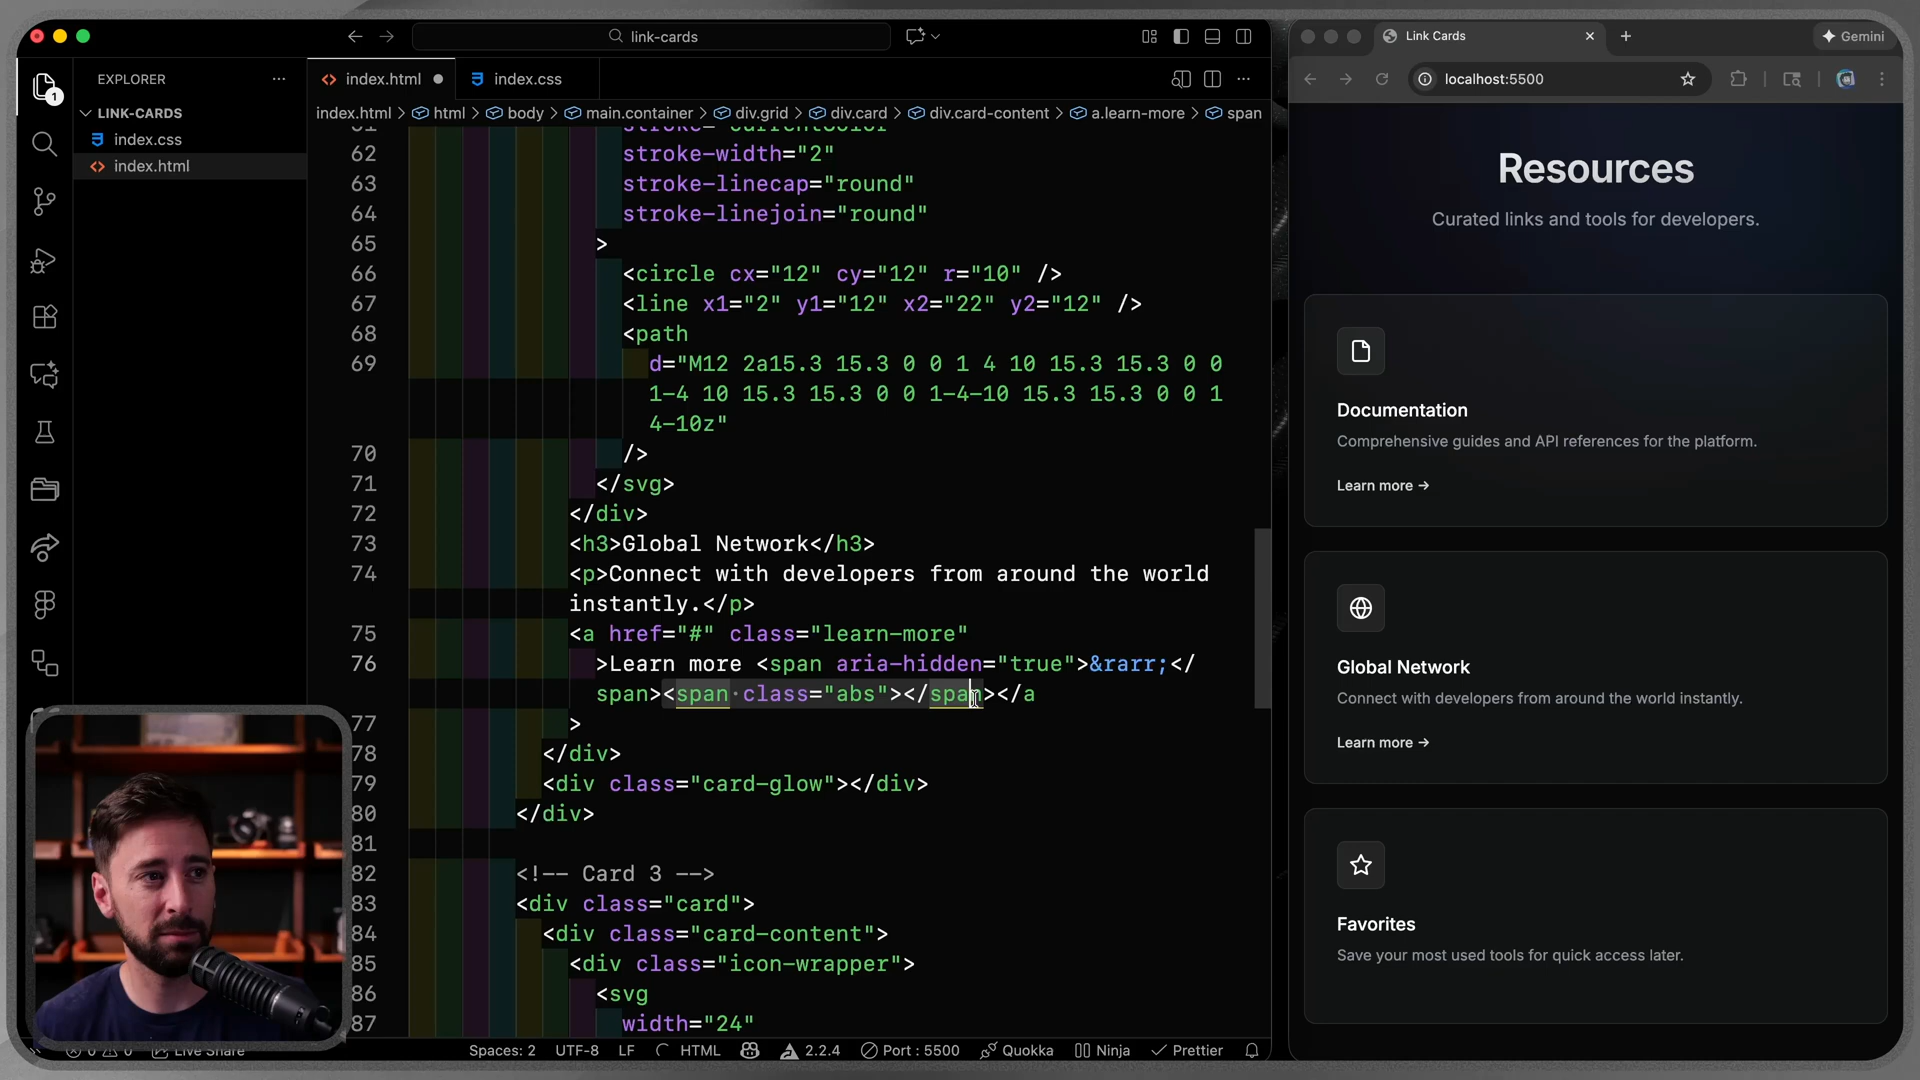 link-cards
Link Cards
Gemini
EXPLORER
index.html
index.css
localhost:5500
1
LINK-CARDS
index.css
index.html
index.html > html > body > main.container > div.grid > div.card > div.card-content > a.learn-more > span
62 stroke-width="2"
63 stroke-linecap="round"
64 stroke-linejoin="round"
65 >
66 <circle cx="12" cy="12" r="10" />
67 <line x1="2" y1="12" x2="22" y2="12" />
68 <path
69 d="M12 2a15.3 15.3 0 0 1 4 10 15.3 15.3 0 0
1-4 10 15.3 15.3 0 0 1-4-10 15.3 15.3 0 0 1
4-10z"
70 />
71 </svg>
72 </div>
73 <h3>Global Network</h3>
74 <p>Connect with developers from around the world
instantly.</p>
75 <a href="#" class="learn-more"
76 >Learn more <span aria-hidden="true">&rarr;</
span><span·class="abs"></span></a
77 >
78 </div>
79 <div class="card-glow"></div>
80 </div>
81
82 <!-- Card 3 -->
83 <div class="card">
84 <div class="card-content">
85 <div class="icon-wrapper">
86 <svg
87 width="24"
Resources
Curated links and tools for developers.
Documentation
Comprehensive guides and API references for the platform.
Learn more →
Global Network
Connect with developers from around the world instantly.
Learn more →
Favorites
Save your most used tools for quick access later.
Spaces: 2
UTF-8
LF
HTML
2.2.4
Port : 5500
Quokka
Ninja
Prettier